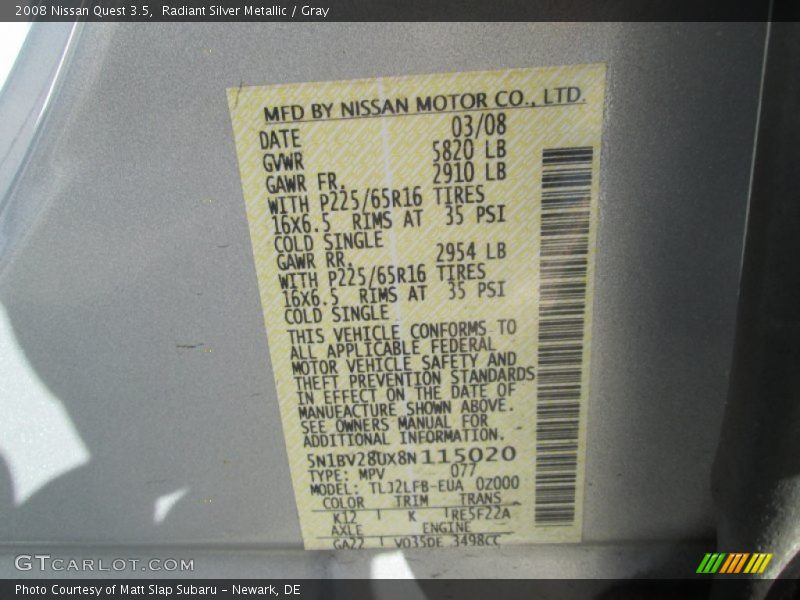 2008 Nissan Quest 3.5,  Radiant Silver Metallic / Gray
MFD BY NISSAN MOTOR CO., LTD.
DATE 03/08
GVWR 5820 LB
GAWR FR. 2910 LB
WITH P225/65R16 TIRES
16X6.5 RIMS AT 35 PSI
COLD SINGLE
GAWR RR. 2954 LB
WITH P225/65R16 TIRES
16X6.5 RIMS AT 35 PSI
COLD SINGLE
THIS VEHICLE CONFORMS TO
ALL APPLICABLE FEDERAL
MOTOR VEHICLE SAFETY AND
THEFT PREVENTION STANDARDS
IN EFFECT ON THE DATE OF
MANUFACTURE SHOWN ABOVE.
SEE OWNERS MANUAL FOR
ADDITIONAL INFORMATION.
5N1BV28UX8N115020
TYPE: MPV 077
MODEL: TLJ2LFB-EUA 0Z000
COLOR TRIM TRANS
K12 K RE5F22A
AXLE ENGINE
GA22 VQ35DE 3498CC
GTCARLOT.COM
Photo Courtesy of Matt Slap Subaru - Newark, DE